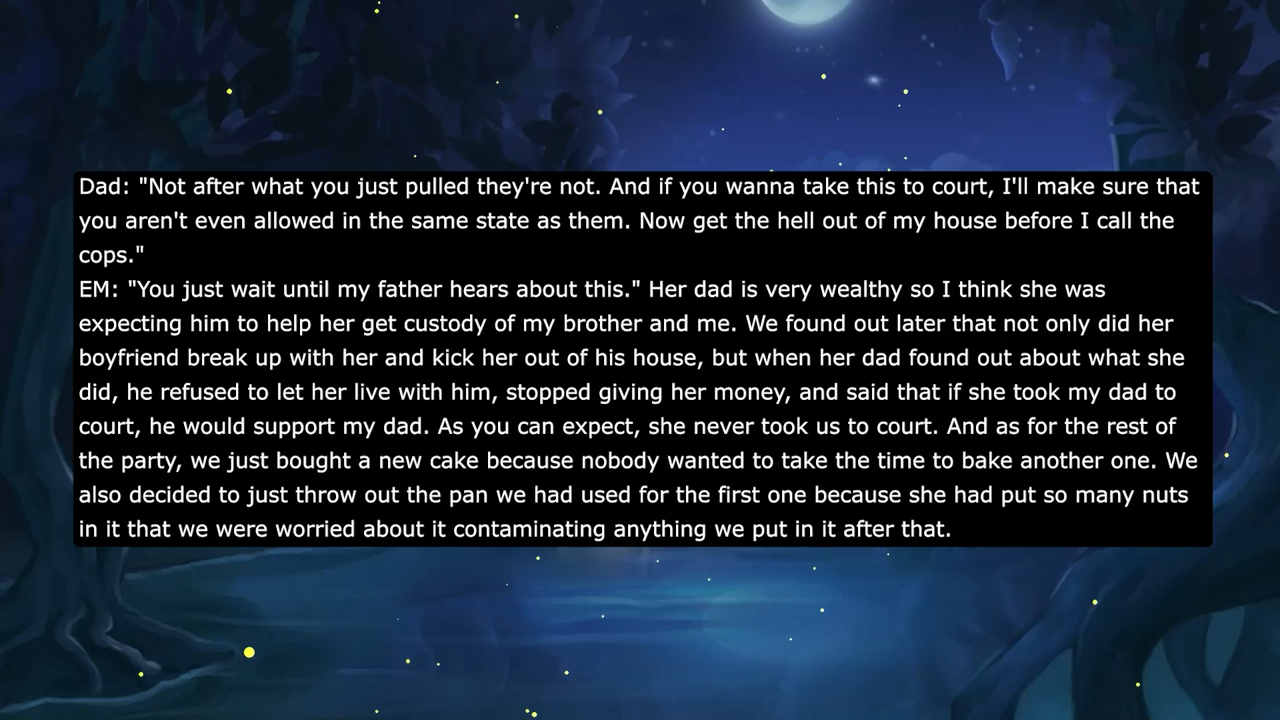 Dad: "Not after what you just pulled they're not. And if you wanna take this to court, I'll make sure that
you aren't even allowed in the same state as them. Now get the hell out of my house before I call the
cops."
EM: "You just wait until my father hears about this." Her dad is very wealthy so I think she was
expecting him to help her get custody of my brother and me. We found out later that not only did her
boyfriend break up with her and kick her out of his house, but when her dad found out about what she
did, he refused to let her live with him, stopped giving her money, and said that if she took my dad to
court, he would support my dad. As you can expect, she never took us to court. And as for the rest of
the party, we just bought a new cake because nobody wanted to take the time to bake another one. We
also decided to just throw out the pan we had used for the first one because she had put so many nuts
in it that we were worried about it contaminating anything we put in it after that.